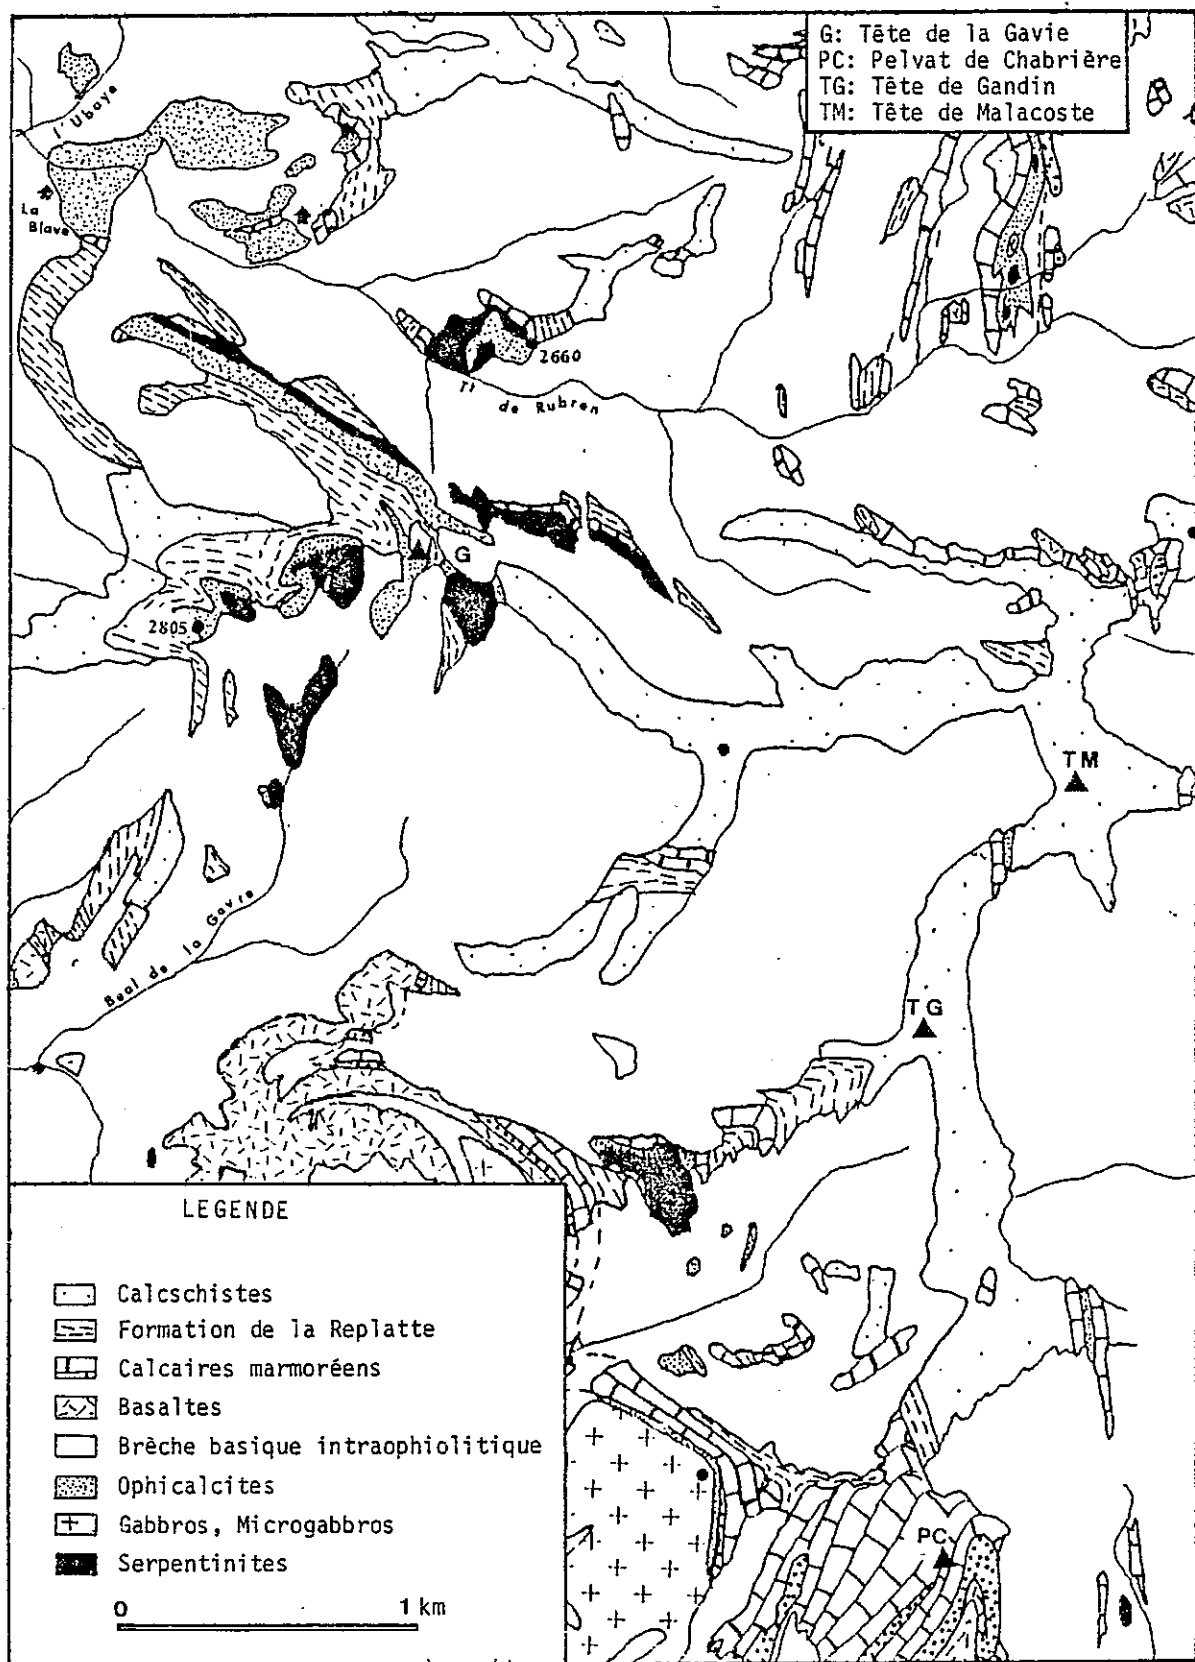 G: Tête de la Gavie
PC: Pelvat de Chabrière
TG: Tête de Gandin
TM: Tête de Malacoste
l'Ubaye
La
Blave
2660
de Rubren
G
2805
TM
Beal de la Gavie
TG
PC
LEGENDE
Calcschistes
Formation de la Replatte
Calcaires marmoréens
Basaltes
Brèche basique intraophiolitique
Ophicalcites
Gabbros, Microgabbros
Serpentinites
0 1 km